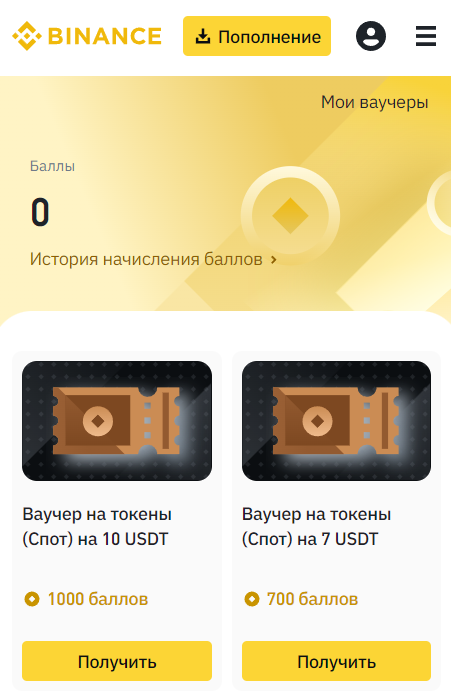 BINANCE
Пополнение
Мои ваучеры
Баллы
0
История начисления баллов
Ваучер на токены
(Спот) на 10 USDT
1000 баллов
Получить
Ваучер на токены
(Спот) на 7 USDT
700 баллов
Получить